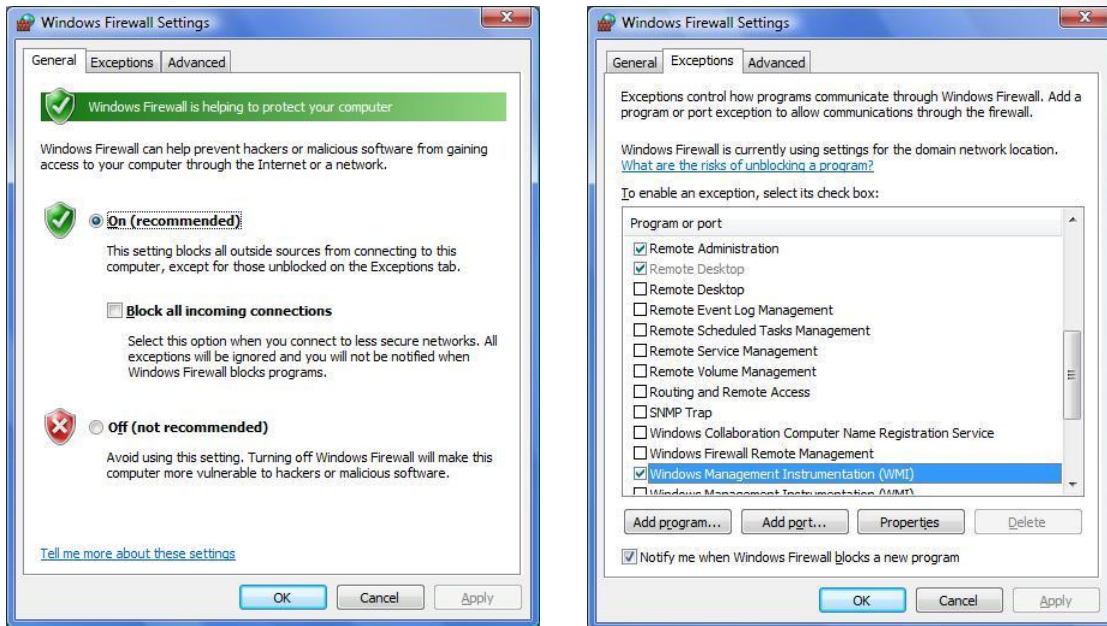 Windows Firewall Settings
General
Exceptions
Advanced
Windows Firewall is helping to protect your computer
Windows Firewall can help prevent hackers or malicious software from gaining
access to your computer through the Internet or a network.
On (recommended)
This setting blocks all outside sources from connecting to this
computer, except for those unblocked on the Exceptions tab.
Block all incoming connections
Select this option when you connect to less secure networks. All
exceptions will be ignored and you will not be notified when
Windows Firewall blocks programs.
Off (not recommended)
Avoid using this setting. Turning off Windows Firewall will make this
computer more vulnerable to hackers or malicious software.
Tell me more about these settings
OK
Cancel
Apply
Windows Firewall Settings
General
Exceptions
Advanced
Exceptions control how programs communicate through Windows Firewall. Add a
program or port exception to allow communications through the firewall.
Windows Firewall is currently using settings for the domain network location.
What are the risks of unblocking a program?
To enable an exception, select its check box:
Program or port
Remote Administration
Remote Desktop
Remote Desktop
Remote Event Log Management
Remote Scheduled Tasks Management
Remote Service Management
Remote Volume Management
Routing and Remote Access
SNMP Trap
Windows Collaboration Computer Name Registration Service
Windows Firewall Remote Management
Windows Management Instrumentation (WMI)
Windows Management Instrumentation (WMI)
Add program...
Add port...
Properties
Delete
Notify me when Windows Firewall blocks a new program
OK
Cancel
Apply